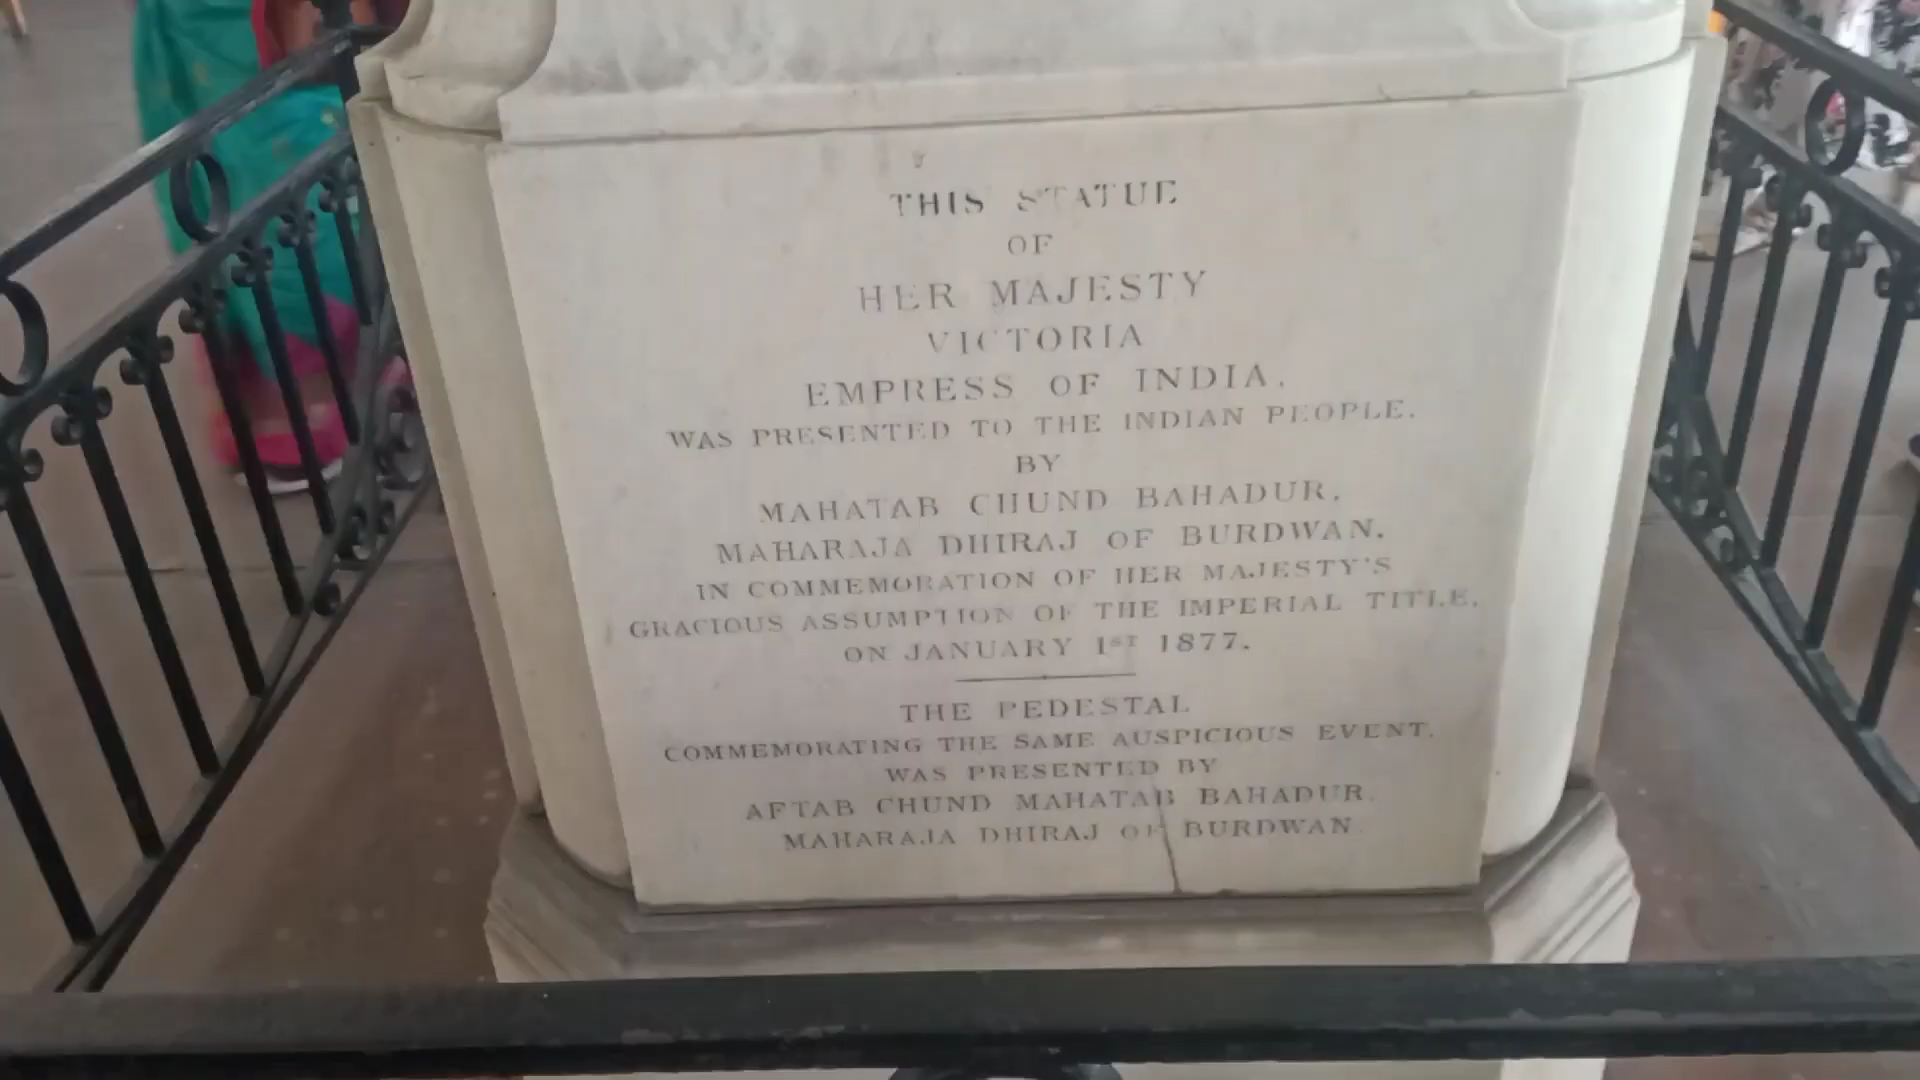 THIS STATUE
OF
HER MAJESTY
VICTORIA
EMPRESS OF INDIA,
WAS PRESENTED TO THE INDIAN PEOPLE.
BY
MAHATAB CHUND BAHADUR,
MAHARAJA DHIRAJ OF BURDWAN,
IN COMMEMORATION OF HER MAJESTY'S
GRACIOUS ASSUMPTION OF THE IMPERIAL TITLE,
ON JANUARY 1ST 1877.
THE PEDESTAL
COMMEMORATING THE SAME AUSPICIOUS EVENT,
WAS PRESENTED BY
AFTAB CHUND MAHATAB BAHADUR,
MAHARAJA DHIRAJ OF BURDWAN.